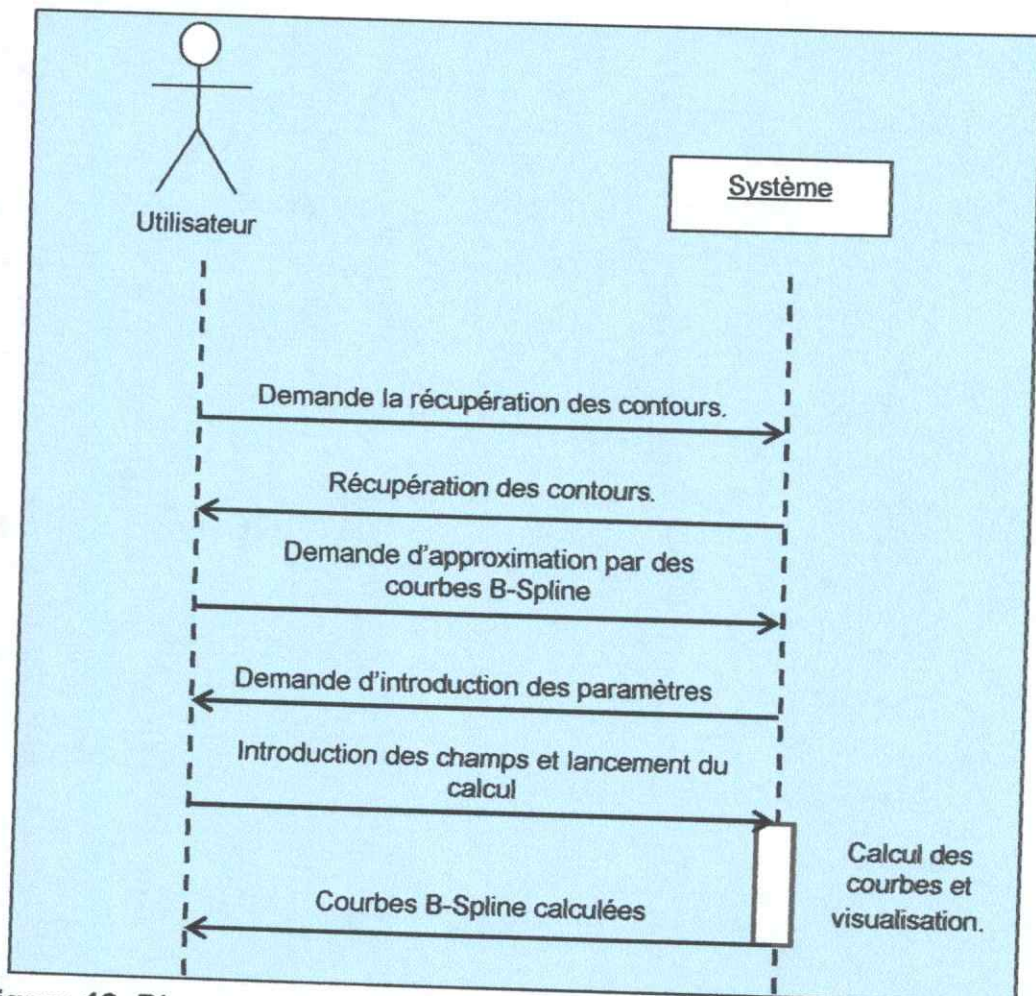 Système
Utilisateur
Demande la récupération des contours.
Récupération des contours.
Demande d'approximation par des
courbes B-Spline
Demande d'introduction des paramètres
Introduction des champs et lancement du
calcul
Calcul des
courbes et
visualisation.
Courbes B-Spline calculées